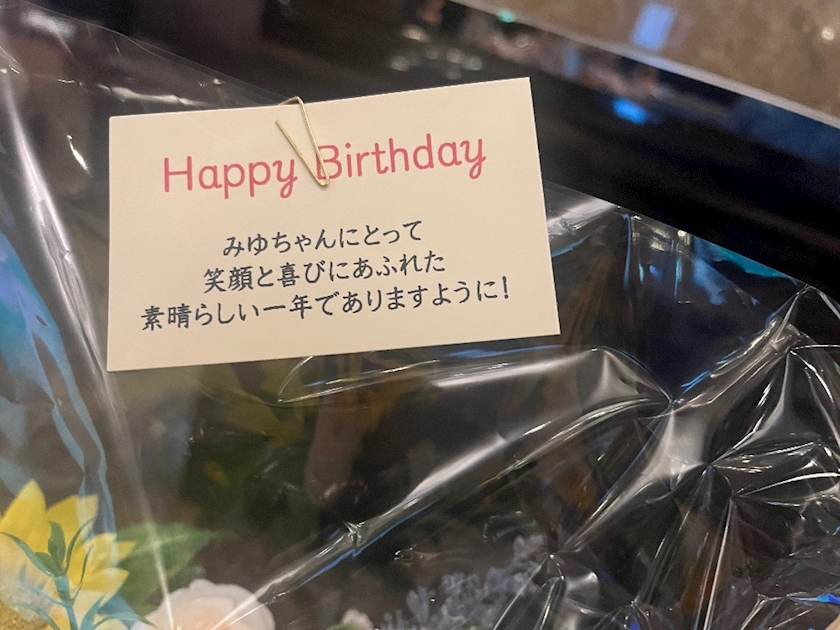 Happy Birthday
みゆちゃんにとって
笑顔と喜びにあふれた
素晴らしい一年でありますように!